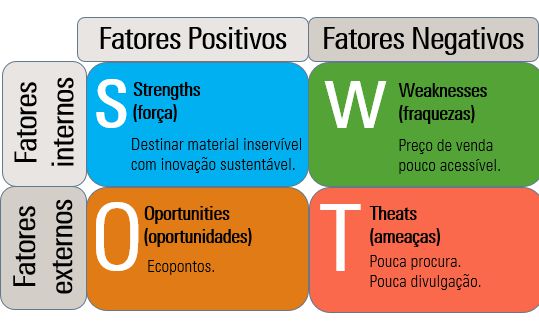 Fatores Positivos
Fatores Negativos
Fatores
internos
S
Strengths
(força)
Destinar material inservível
com inovação sustentável.
W
Weaknesses
(fraquezas)
Preço de venda
pouco acessível.
Fatores
externos
O
Oportunities
(oportunidades)
Ecopontos.
T
Theats
(ameaças)
Pouca procura.
Pouca divulgação.